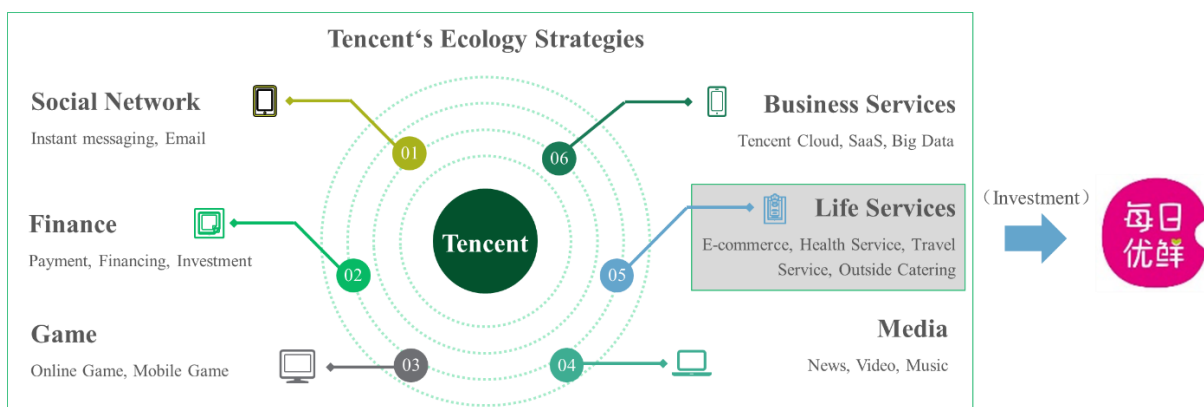 Tencent‘s Ecology Strategies
Social Network
Instant messaging, Email
01
Finance
Payment, Financing, Investment
02
Game
Online Game, Mobile Game
03
Tencent
06
Business Services
Tencent Cloud, SaaS, Big Data
05
Life Services
E-commerce, Health Service, Travel
Service, Outside Catering
04
Media
News, Video, Music
（Investment）
每日
优鲜